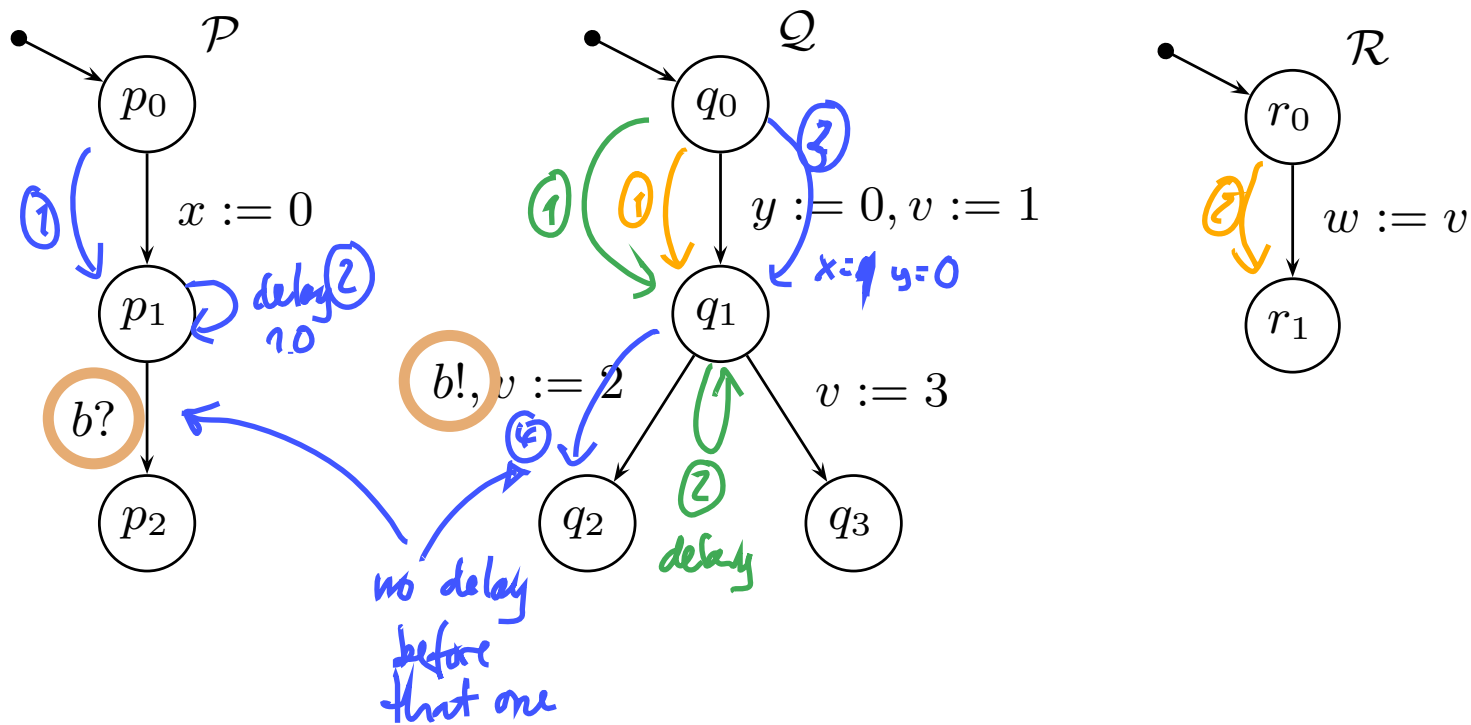 𝒫
𝒬
ℛ
p₀
q₀
r₀
①
x := 0
①
①
②
y := 0, v := 1
②
w := v
x= y=0
p₁
delay ②
1.0
q₁
r₁
b?
b!, v := 2
v := 3
④
②
p₂
q₂
q₃
delay
no delay
before
that one